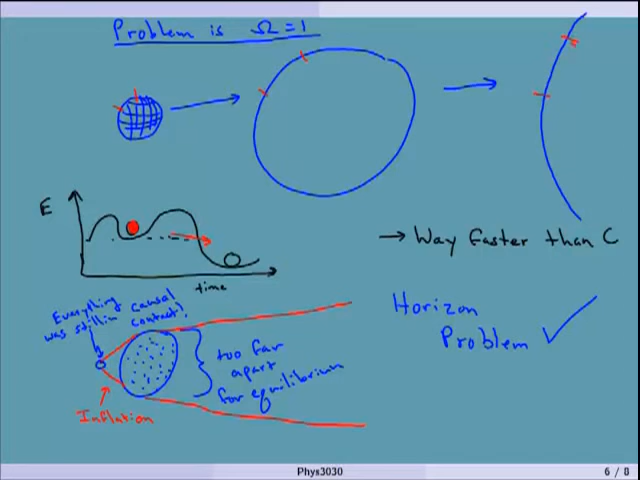 Problem is Ω=1
E
time
→ Way faster than C
Everything
was still in causal
contact!
Inflation
too far
apart
for equilibrium
Horizon
Problem ✓
Phys3030
6 / 8